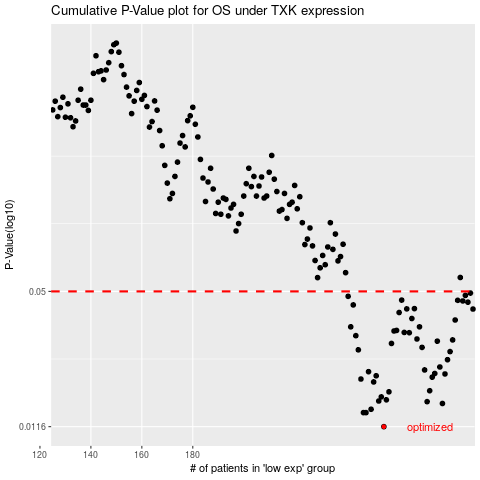 Cumulative P-Value plot for OS under TXK expression
P-Value(log10)
0.05
0.0116
optimized
120 140 160 180
# of patients in 'low exp' group